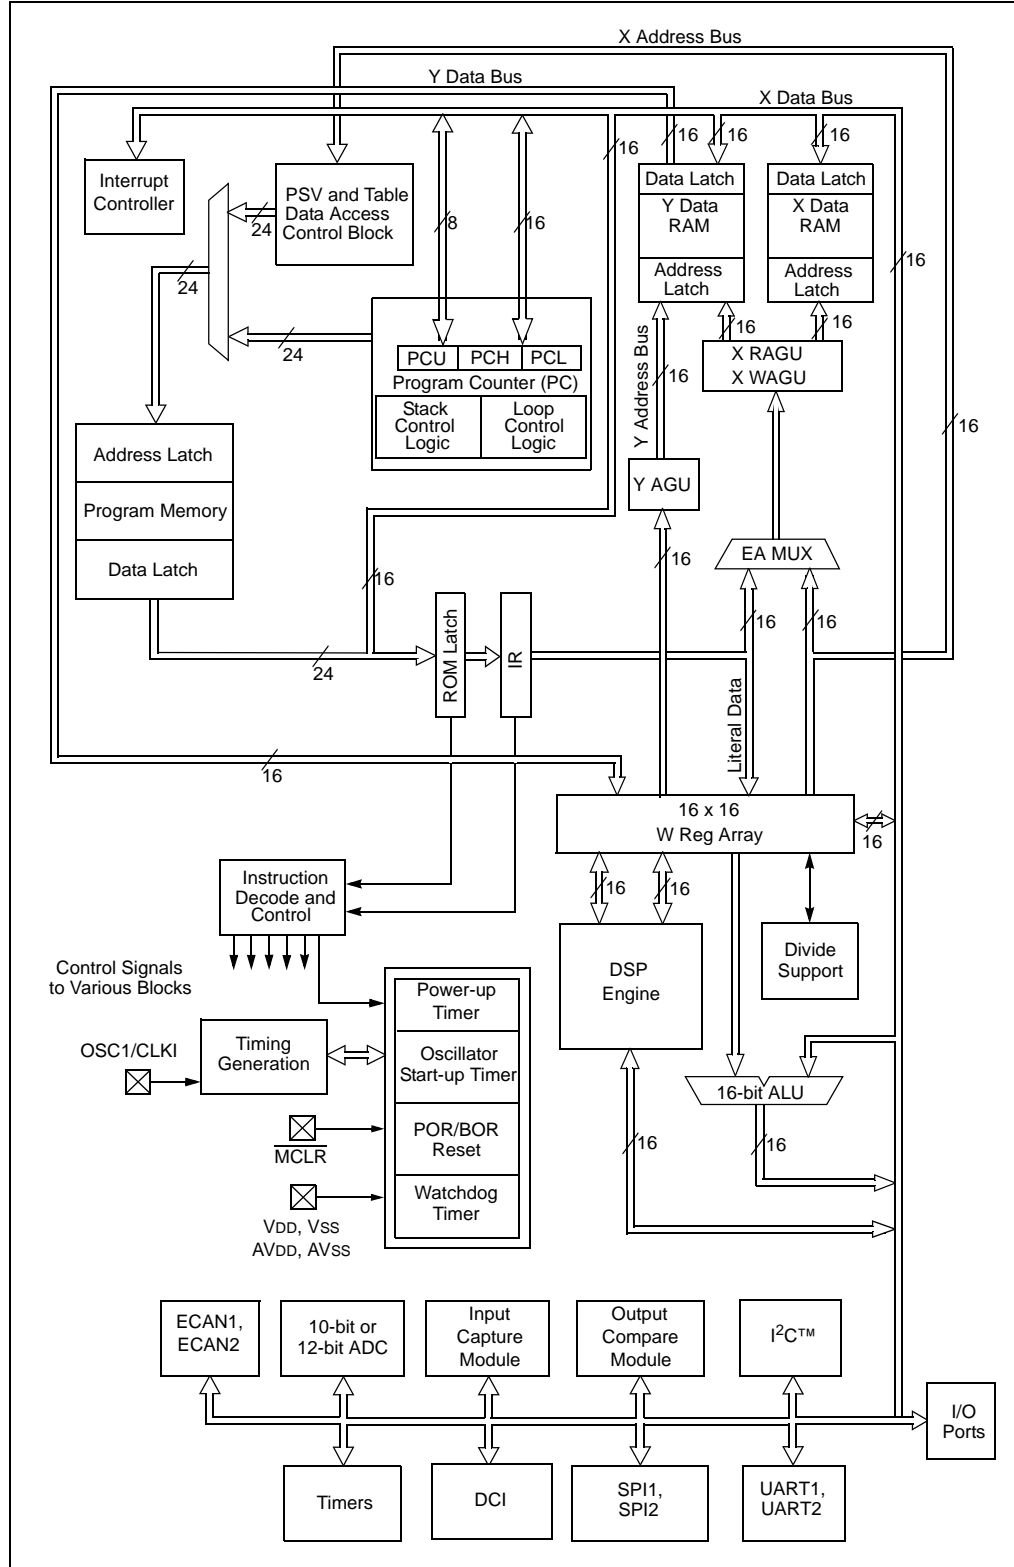 X Address Bus
Y Data Bus
X Data Bus
16
16
16
16
Interrupt
Controller
PSV and Table
Data Access
Control Block
24
8
16
Data Latch
Y Data
RAM
Address
Latch
Data Latch
X Data
RAM
Address
Latch
16
24
24
16
16
PCU
PCH
PCL
Program Counter (PC)
Stack
Control
Logic
Loop
Control
Logic
Y Address Bus
16
X RAGU
X WAGU
16
Address Latch
Program Memory
Data Latch
Y AGU
16
EA MUX
16
16
16
24
ROM Latch
IR
Literal Data
16
16 x 16
W Reg Array
16
Instruction
Decode and
Control
16
16
Control Signals
to Various Blocks
DSP
Engine
Divide
Support
Power-up
Timer
OSC1/CLKI
Timing
Generation
Oscillator
Start-up Timer
16-bit ALU
MCLR
POR/BOR
Reset
16
16
Watchdog
Timer
VDD, VSS
AVDD, AVSS
ECAN1,
ECAN2
10-bit or
12-bit ADC
Input
Capture
Module
Output
Compare
Module
I2C™
I/O
Ports
Timers
DCI
SPI1,
SPI2
UART1,
UART2